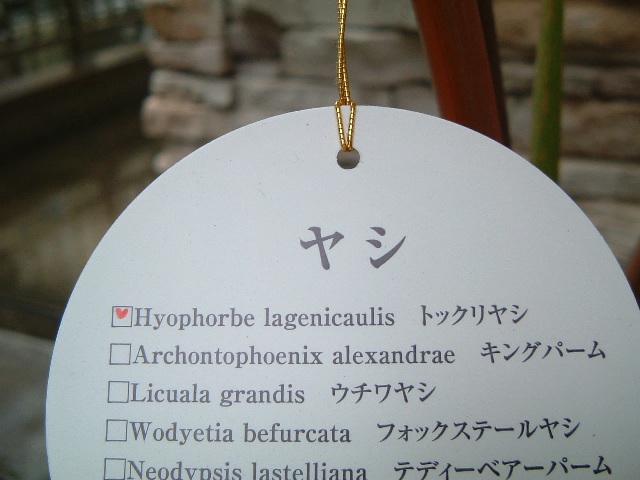 ヤシ
Hyophorbe lagenicaulis トックリヤシ
Archontophoenix alexandrae キングパーム
Licuala grandis ウチワヤシ
Wodyetia befurcata フォックステールヤシ
Neodypsis lastelliana テディーベアーパーム